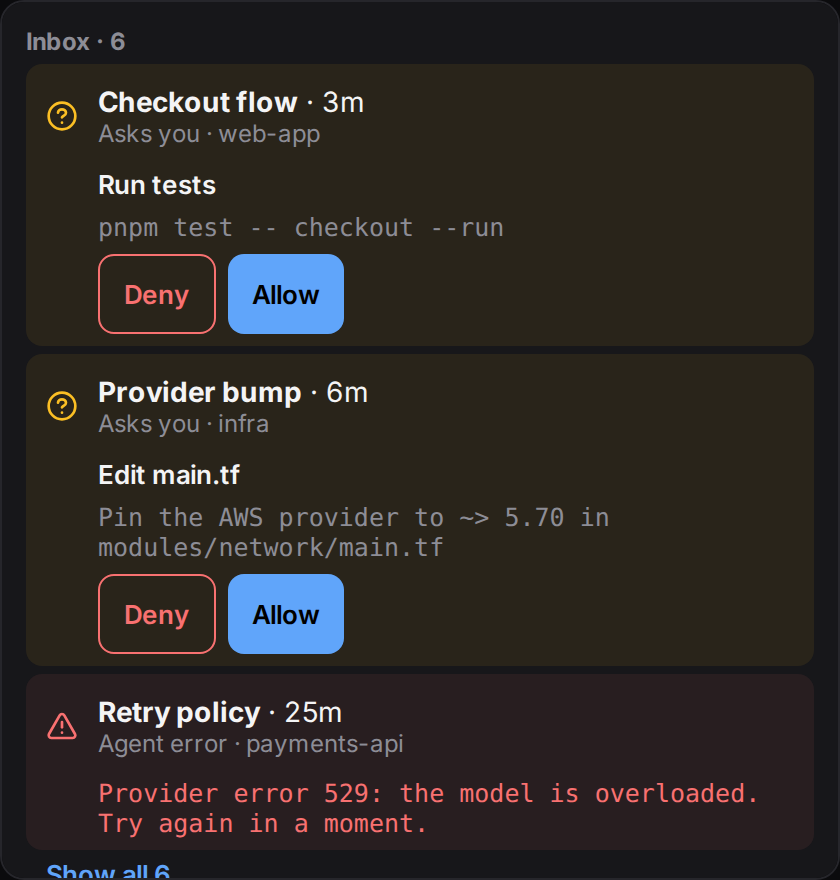 Inbox · 6
Checkout flow · 3m
Asks you · web-app
Run tests
pnpm test -- checkout --run
Deny
Allow
Provider bump · 6m
Asks you · infra
Edit main.tf
Pin the AWS provider to ~> 5.70 in
modules/network/main.tf
Deny
Allow
Retry policy · 25m
Agent error · payments-api
Provider error 529: the model is overloaded.
Try again in a moment.
Show all 6